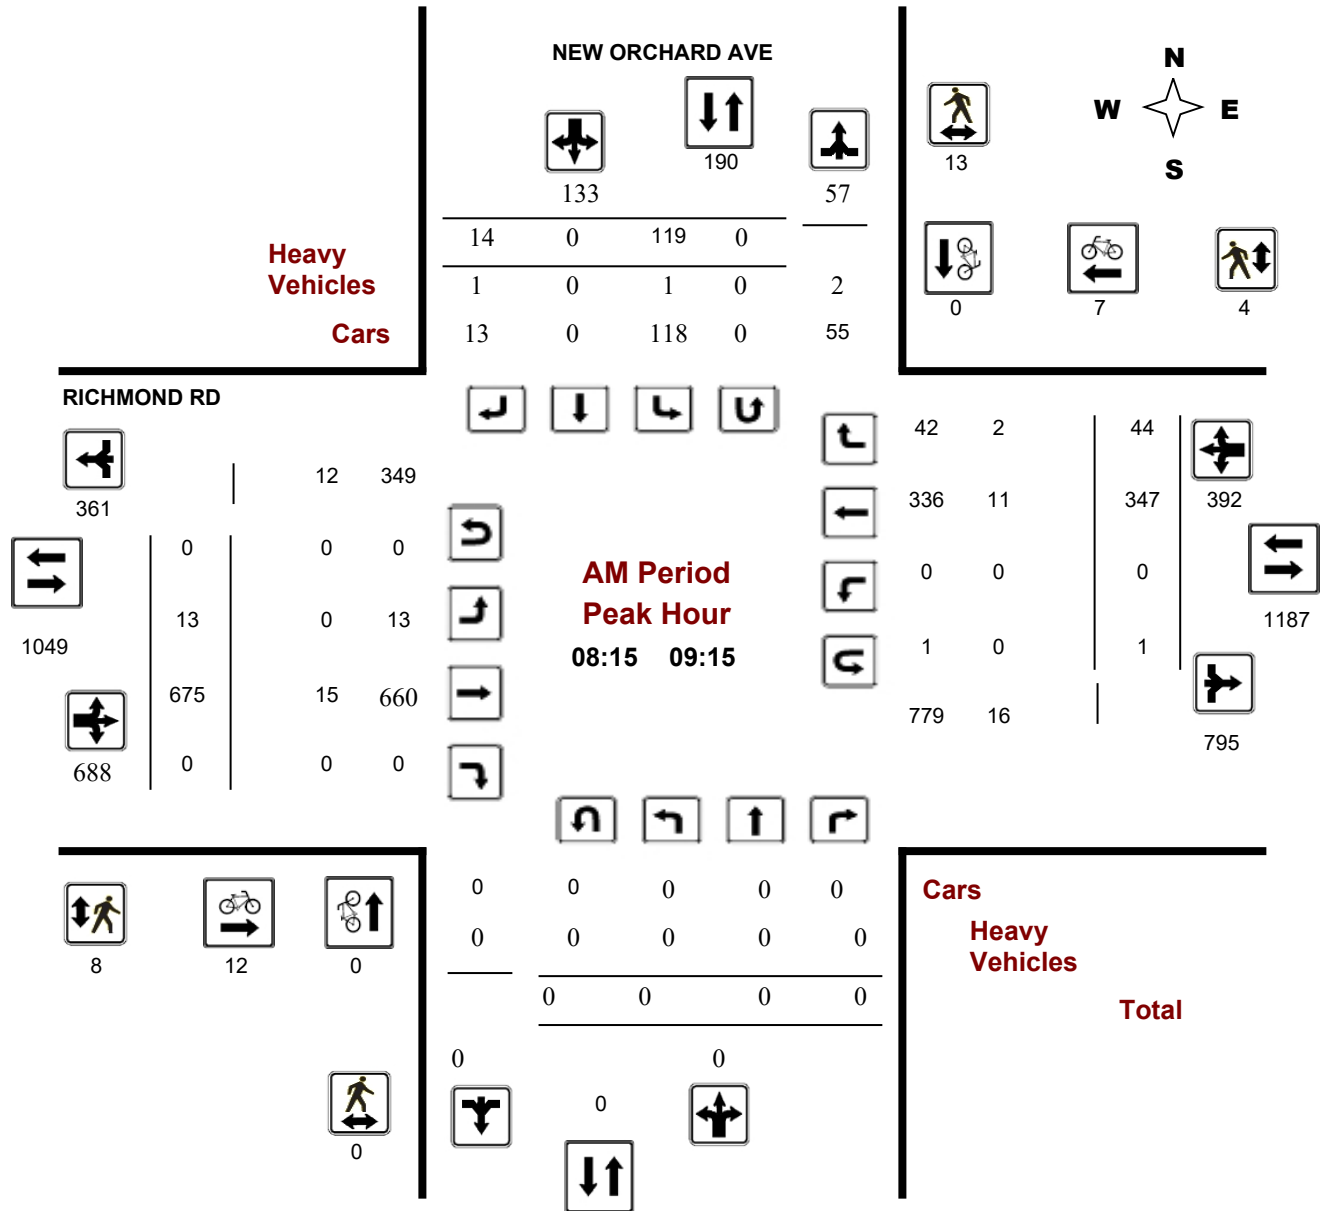 NEW ORCHARD AVE
N
W E
S
190
13
133
57
14 0 119 0
Heavy
Vehicles
1 0 1 0 2
0 7 4
Cars
13 0 118 0 55
RICHMOND RD
42 2 44
12 349
361
336 11 347 392
0 0 0
AM Period
0 0 0
Peak Hour
13 0 13
1187
1049
08:15 09:15
1 0 1
675 15 660
779 16
795
688
0 0 0
0 0 0 0 0
Cars
0 0 0 0 0
Heavy
Vehicles
8 12 0
0 0 0 0
Total
0 0
0
0